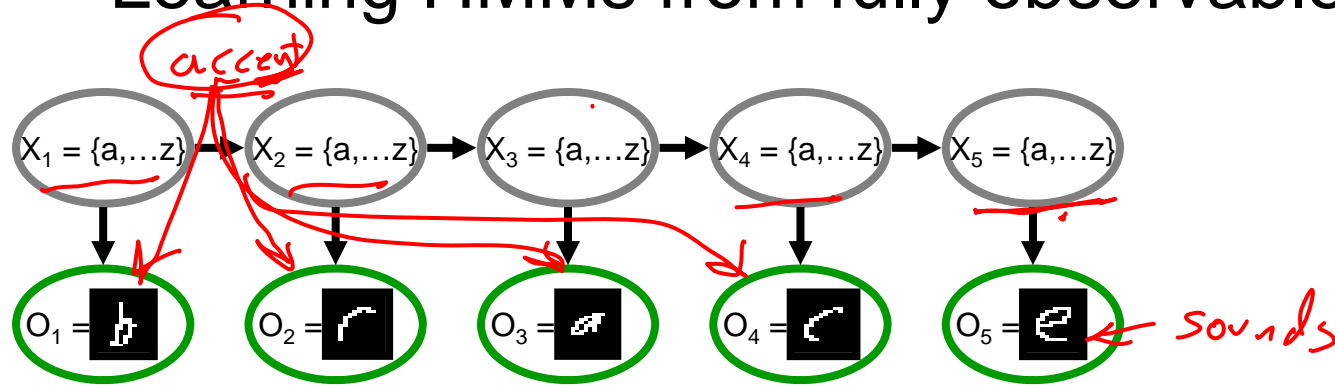 Learning HMMs from fully observable
accent
X₁ = {a,…z} X₂ = {a,…z} X₃ = {a,…z} X₄ = {a,…z} X₅ = {a,…z}
O₁ = b O₂ = r O₃ = a O₄ = c O₅ = e sounds